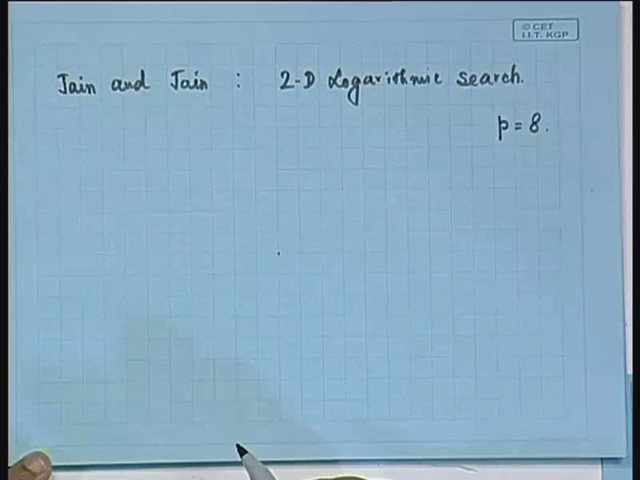 © CET
I.I.T. KGP
Jain and Jain : 2-D Logarithmic search.
p = 8.